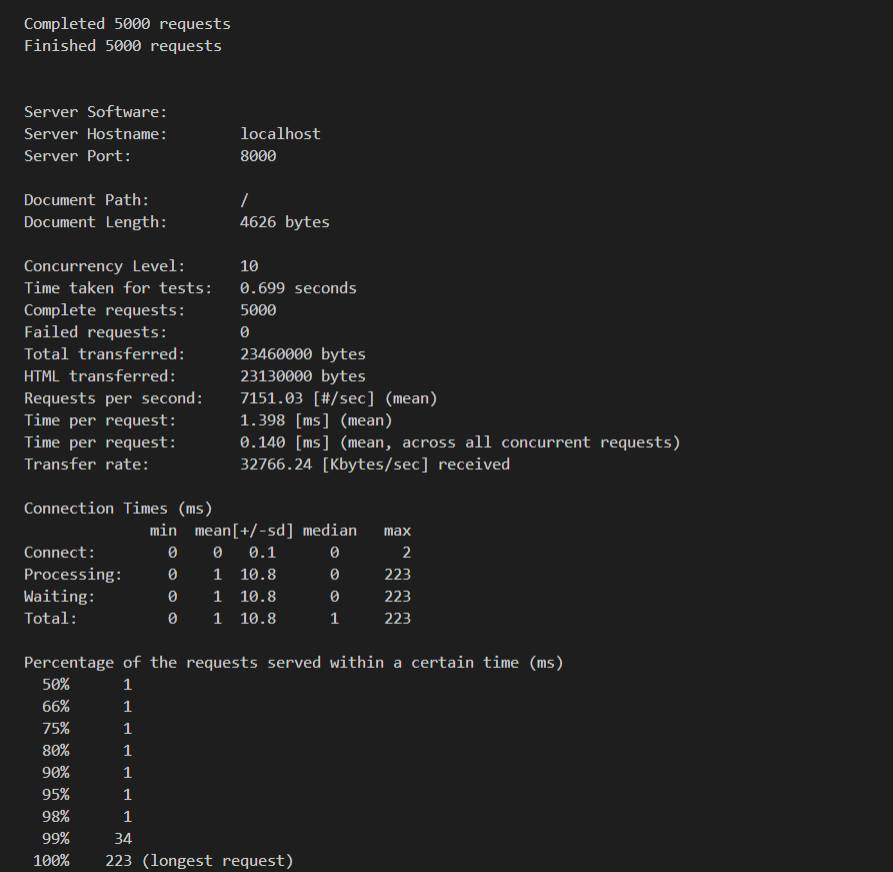 Completed 5000 requests
Finished 5000 requests
Server Software:
Server Hostname: localhost
Server Port: 8000
Document Path: /
Document Length: 4626 bytes
Concurrency Level: 10
Time taken for tests: 0.699 seconds
Complete requests: 5000
Failed requests: 0
Total transferred: 23460000 bytes
HTML transferred: 23130000 bytes
Requests per second: 7151.03 [#/sec] (mean)
Time per request: 1.398 [ms] (mean)
Time per request: 0.140 [ms] (mean, across all concurrent requests)
Transfer rate: 32766.24 [Kbytes/sec] received
Connection Times (ms)
min mean[+/-sd] median max
Connect: 0 0 0.1 0 2
Processing: 0 1 10.8 0 223
Waiting: 0 1 10.8 0 223
Total: 0 1 10.8 1 223
Percentage of the requests served within a certain time (ms)
50% 1
66% 1
75% 1
80% 1
90% 1
95% 1
98% 1
99% 34
100% 223 (longest request)